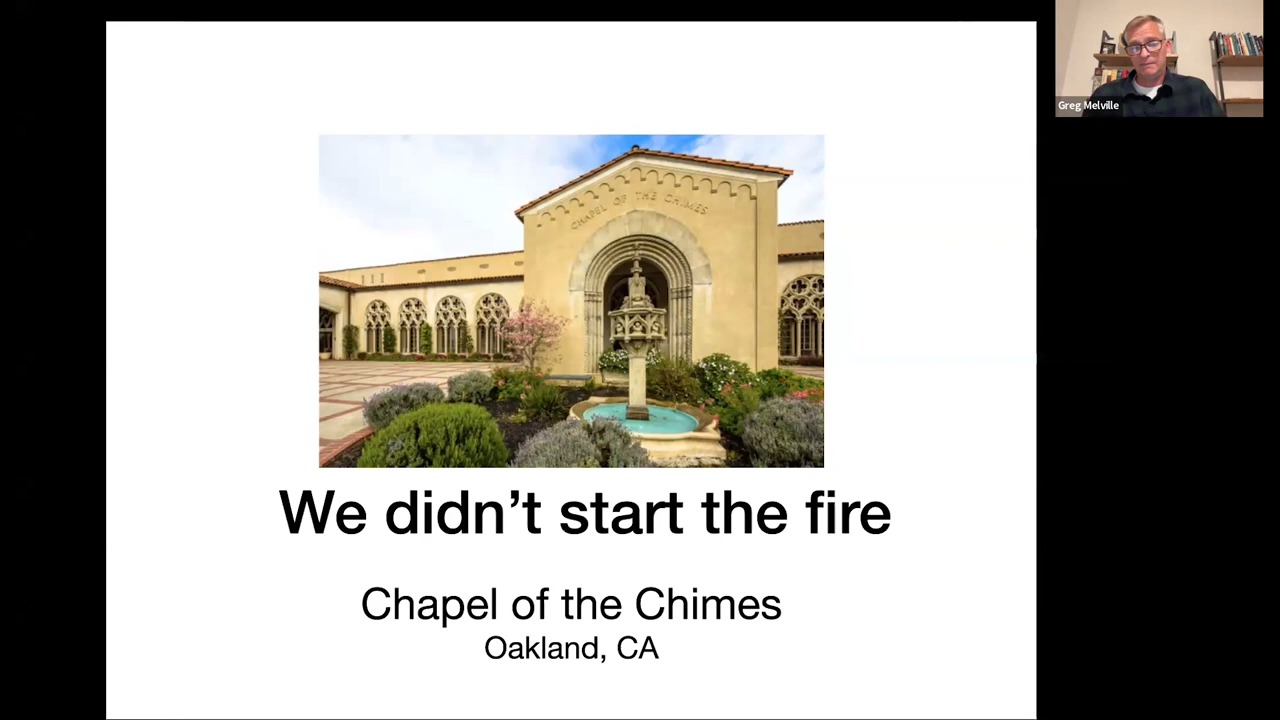 Greg Melville
CHAPEL OF THE CHIMES
We didn’t start the fire
Chapel of the Chimes
Oakland, CA